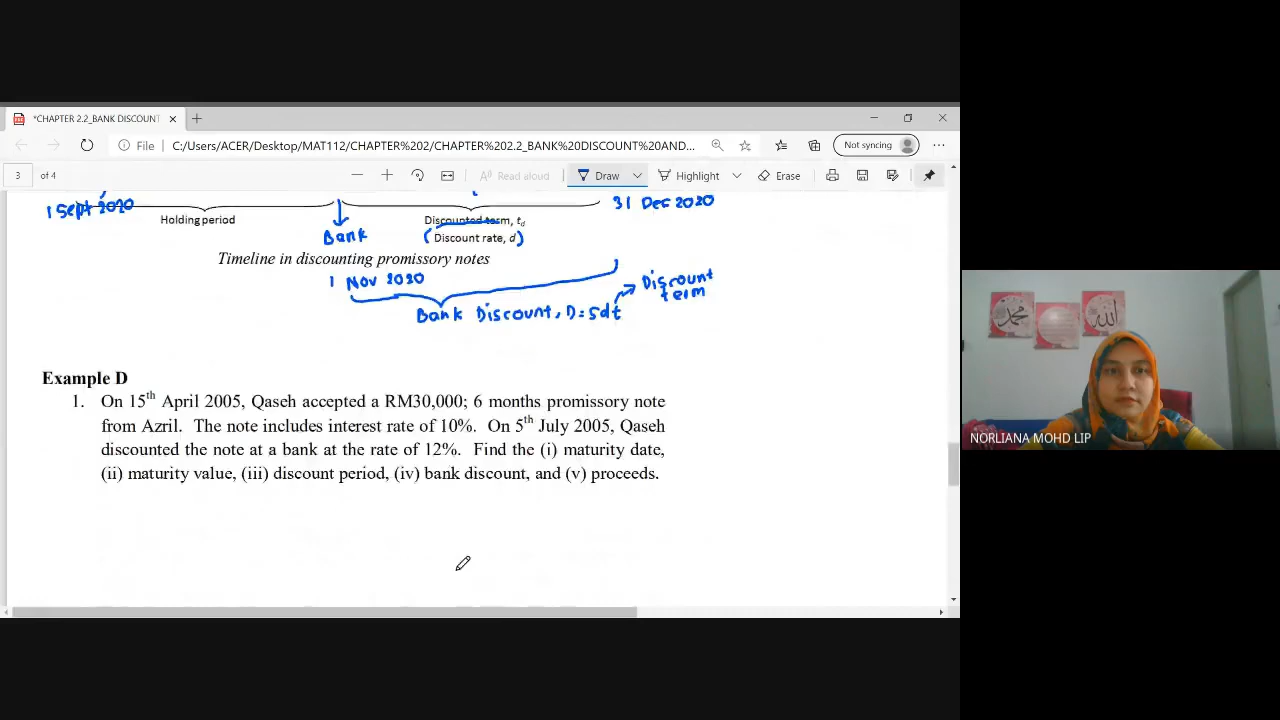 *CHAPTER 2.2_BANK DISCOUNT
File
C:/Users/ACER/Desktop/MAT112/CHAPTER%202/CHAPTER%202.2_BANK%20DISCOUNT%20AND...
Not syncing
3 of 4
Read aloud
Draw
Highlight
Erase
1 Sept 2020
31 Dec 2020
Holding period
Discounted term, td
Bank
(Discount rate, d)
Timeline in discounting promissory notes
1 Nov 2020
Discount
term
Bank Discount, D = Sdt
Example D
1. On 15th April 2005, Qaseh accepted a RM30,000; 6 months promissory note
from Azril. The note includes interest rate of 10%. On 5th July 2005, Qaseh
discounted the note at a bank at the rate of 12%. Find the (i) maturity date,
(ii) maturity value, (iii) discount period, (iv) bank discount, and (v) proceeds.
NORLIANA MOHD LIP
محمد
الله